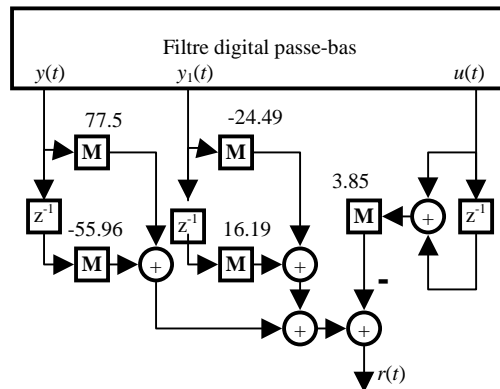 Filtre digital passe-bas
y(t) y₁(t) u(t)
77.5 -24.49
M M
3.85
z⁻¹ z⁻¹ M + z⁻¹
-55.96 16.19
M + M +
-
+ +
r(t)